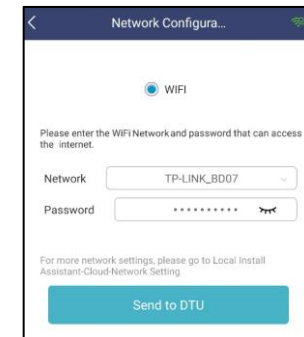 Network Configura...
WIFI
Please enter the WiFi Network and password that can access
the internet.
Network TP-LINK_BD07
Password ••••••••••
For more network settings, please go to Local Install
Assistant-Cloud-Network Setting
Send to DTU